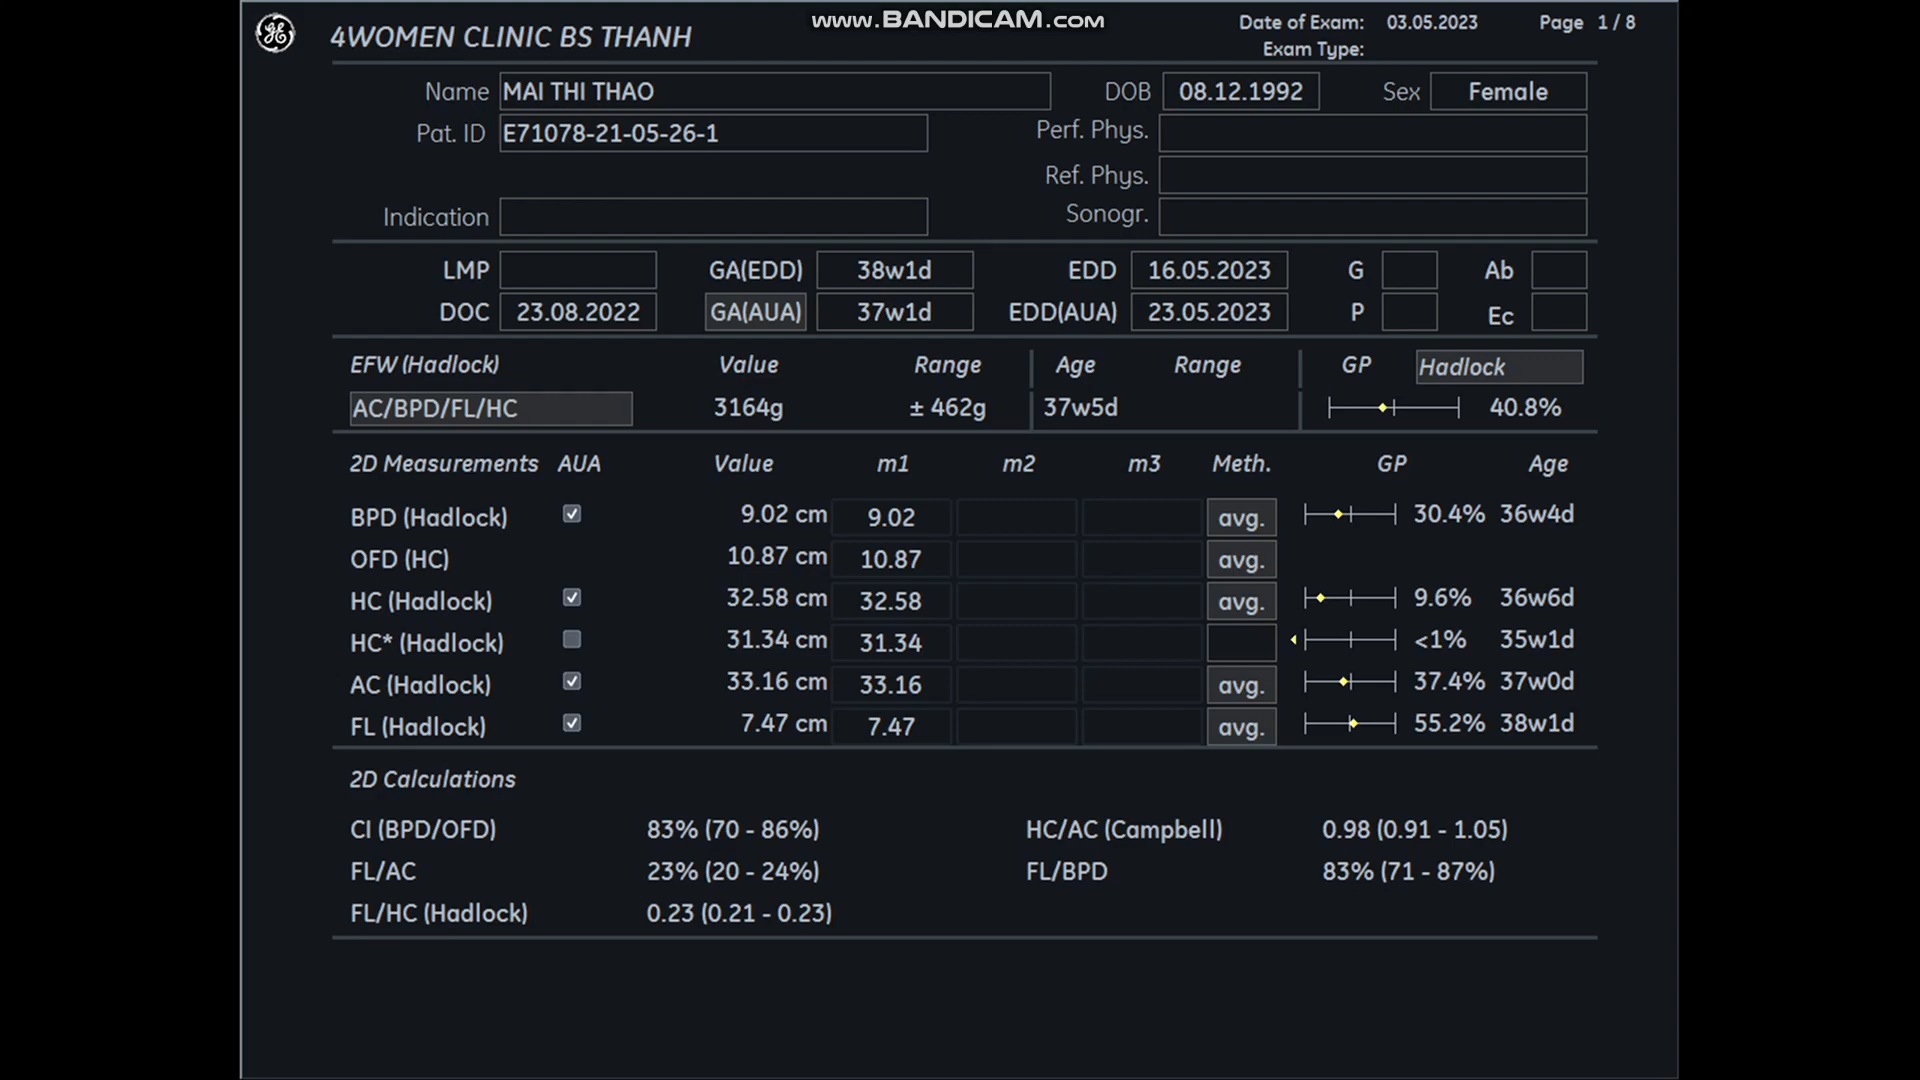 www.BANDICAM.com
4WOMEN CLINIC BS THANH
Date of Exam: 03.05.2023 Page 1 / 8
Exam Type:
Name MAI THI THAO DOB 08.12.1992 Sex Female
Pat. ID E71078-21-05-26-1 Perf. Phys.
Ref. Phys.
Indication Sonogr.
LMP GA(EDD) 38w1d EDD 16.05.2023 G Ab
DOC 23.08.2022 GA(AUA) 37w1d EDD(AUA) 23.05.2023 P Ec
EFW (Hadlock) Value Range Age Range GP Hadlock
AC/BPD/FL/HC 3164g ± 462g 37w5d 40.8%
2D Measurements AUA Value m1 m2 m3 Meth. GP Age
BPD (Hadlock) 9.02 cm 9.02 avg. 30.4% 36w4d
OFD (HC) 10.87 cm 10.87 avg.
HC (Hadlock) 32.58 cm 32.58 avg. 9.6% 36w6d
HC* (Hadlock) 31.34 cm 31.34 <1% 35w1d
AC (Hadlock) 33.16 cm 33.16 avg. 37.4% 37w0d
FL (Hadlock) 7.47 cm 7.47 avg. 55.2% 38w1d
2D Calculations
CI (BPD/OFD) 83% (70 - 86%) HC/AC (Campbell) 0.98 (0.91 - 1.05)
FL/AC 23% (20 - 24%) FL/BPD 83% (71 - 87%)
FL/HC (Hadlock) 0.23 (0.21 - 0.23)